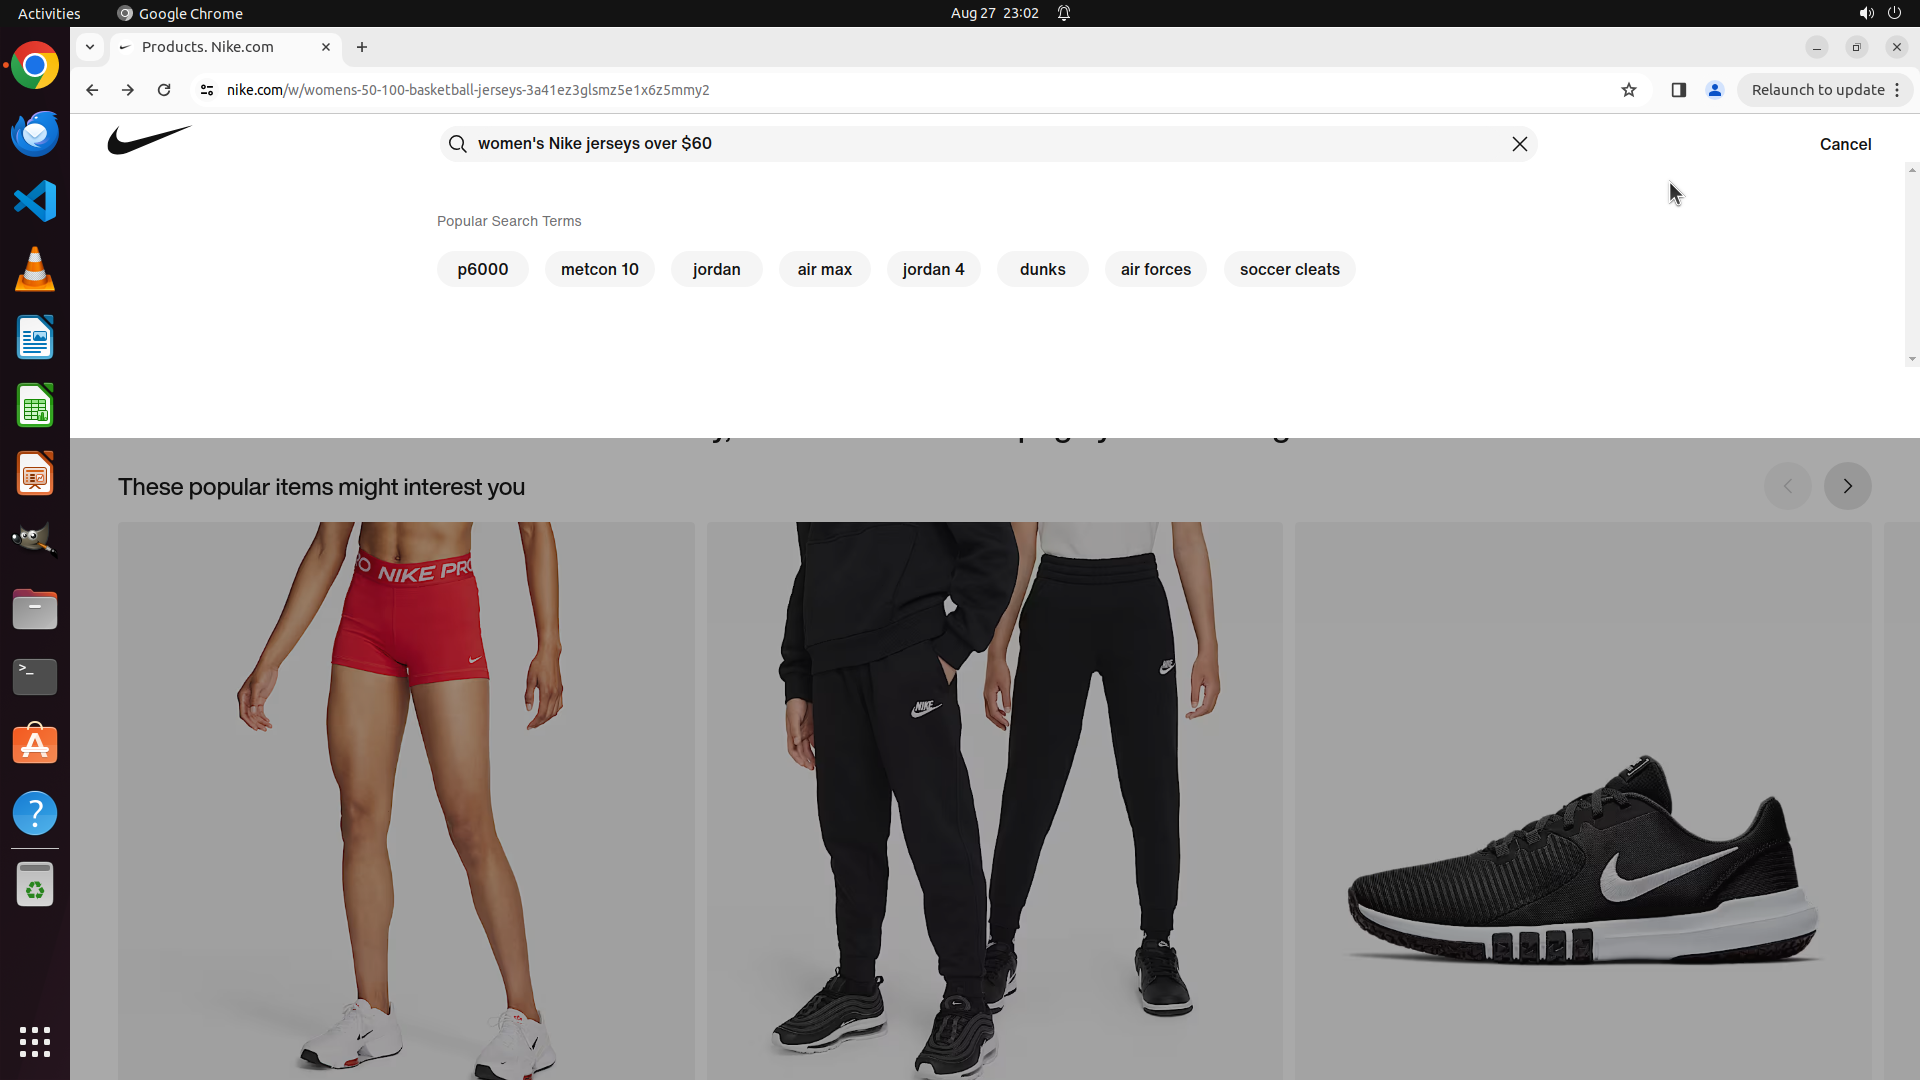 Activities
Google Chrome
Aug 27 23:02
Products. Nike.com
nike.com/w/womens-50-100-basketball-jerseys-3a41ez3glsmz5e1x6z5mmy2
Relaunch to update
women's Nike jerseys over $60
Cancel
Popular Search Terms
p6000
metcon 10
jordan
air max
jordan 4
dunks
air forces
soccer cleats
These popular items might interest you
NIKE PRO
NIKE
NIKE